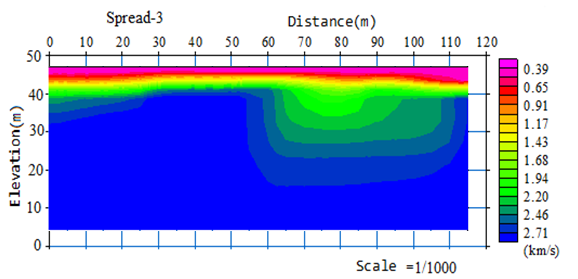 Spread-3
Distance(m)
0 10 20 30 40 50 60 70 80 90 100 110 120
Elevation(m)
50
40
30
20
10
0
0.39
0.65
0.91
1.17
1.43
1.68
1.94
2.20
2.46
2.71
(km/s)
Scale =1/1000